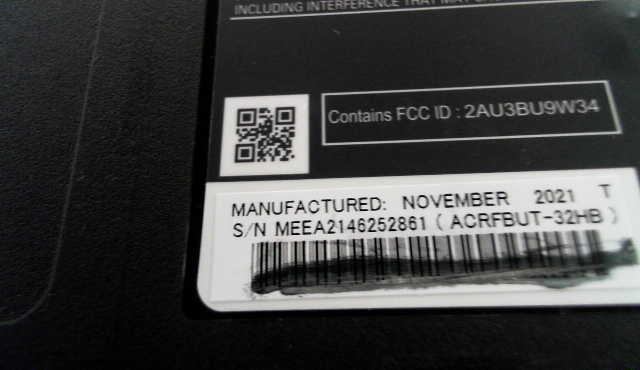 INCLUDING INTERFERENCE THAT MAY
Contains FCC ID : 2AU3BU9W34
MANUFACTURED: NOVEMBER 2021 T
S/N MEEA2146252861 ( ACRFBUT-32HB )